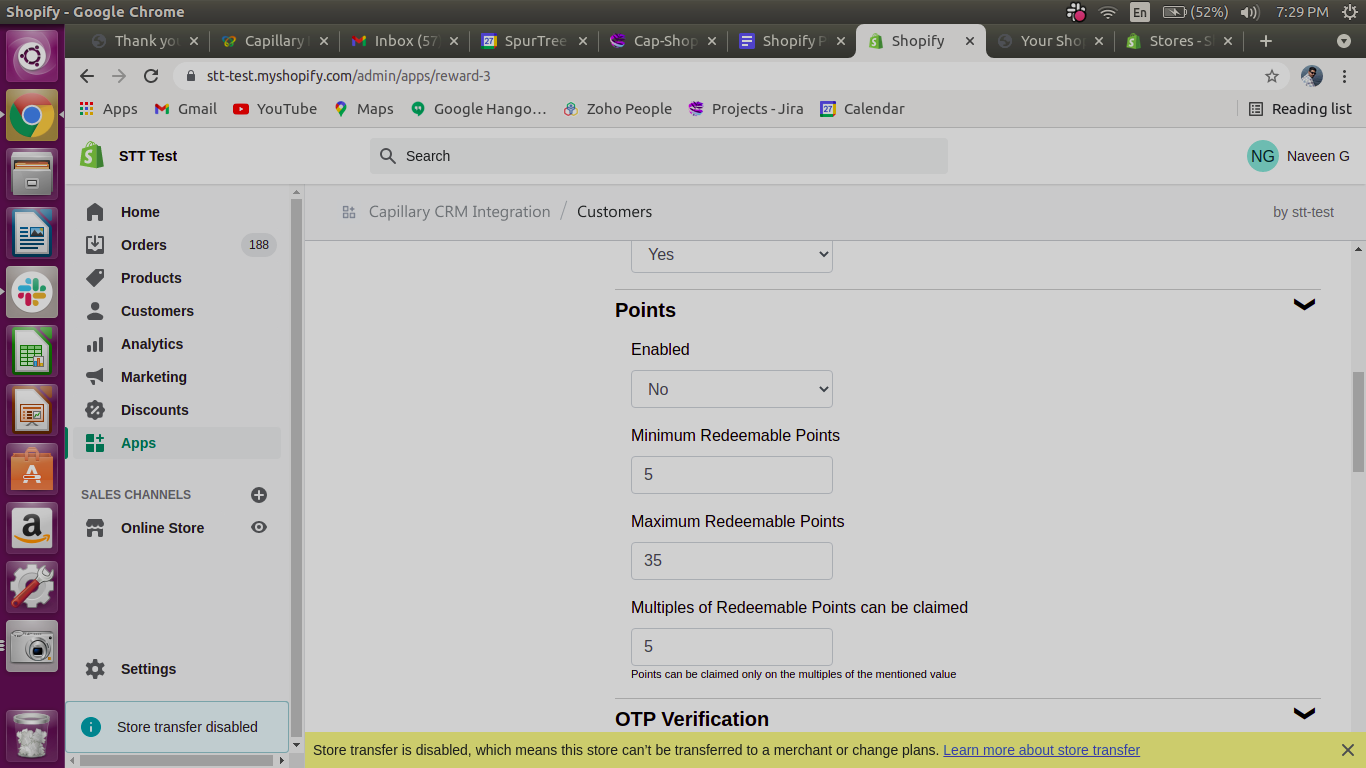 Shopify - Google Chrome
En (52%) 7:29 PM
Thank yo
Capillary
Inbox (57
27 SpurTree
Cap-Shop
Shopify P
Shopify
Your Shop
Stores - S
stt-test.myshopify.com/admin/apps/reward-3
Apps Gmail YouTube Maps Google Hango... Zoho People Projects - Jira 27 Calendar Reading list
STT Test
Search
NG Naveen G
Home
Orders 188
Products
Customers
Analytics
Marketing
Discounts
Apps
SALES CHANNELS
Online Store
Settings
Store transfer disabled
Capillary CRM Integration / Customers
by stt-test
Yes
Points
Enabled
No
Minimum Redeemable Points
5
Maximum Redeemable Points
35
Multiples of Redeemable Points can be claimed
5
Points can be claimed only on the multiples of the mentioned value
OTP Verification
Store transfer is disabled, which means this store can't be transferred to a merchant or change plans. Learn more about store transfer